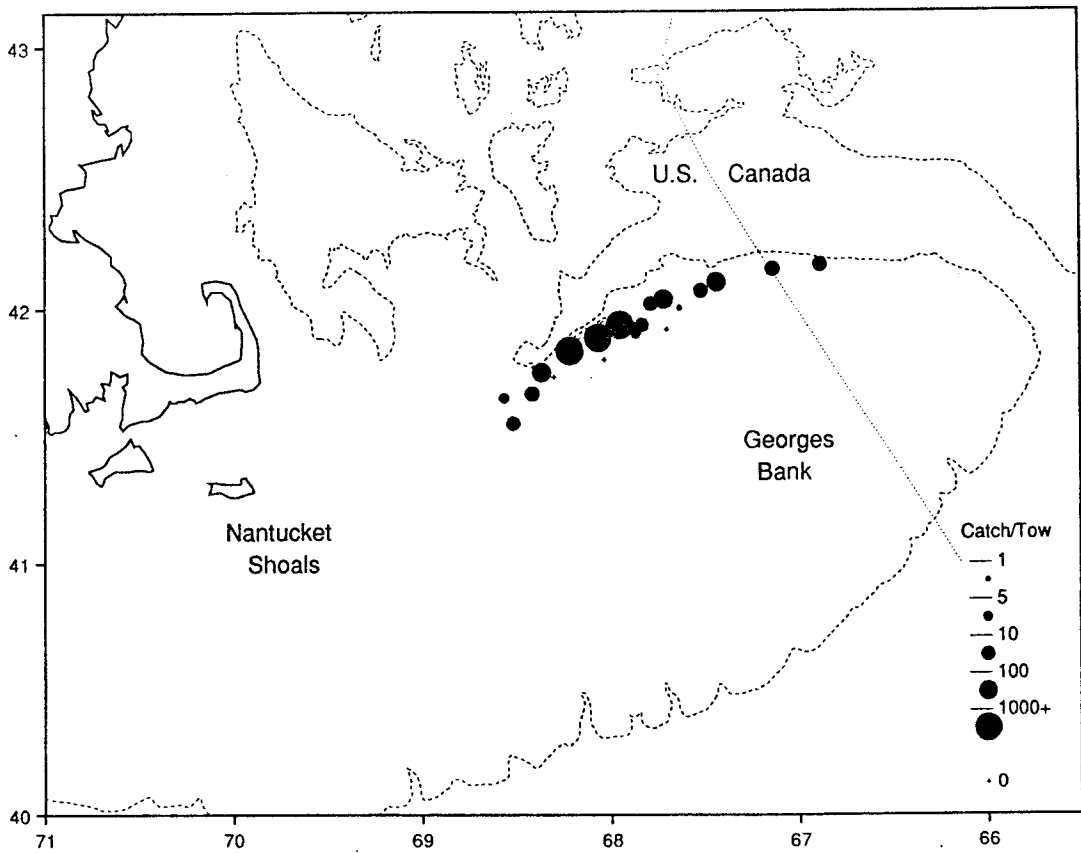 43
U.S. Canada
42
Georges
Bank
Nantucket
Shoals
Catch/Tow
41
1
5
10
100
1000+
0
40
71 70 69 68 67 66